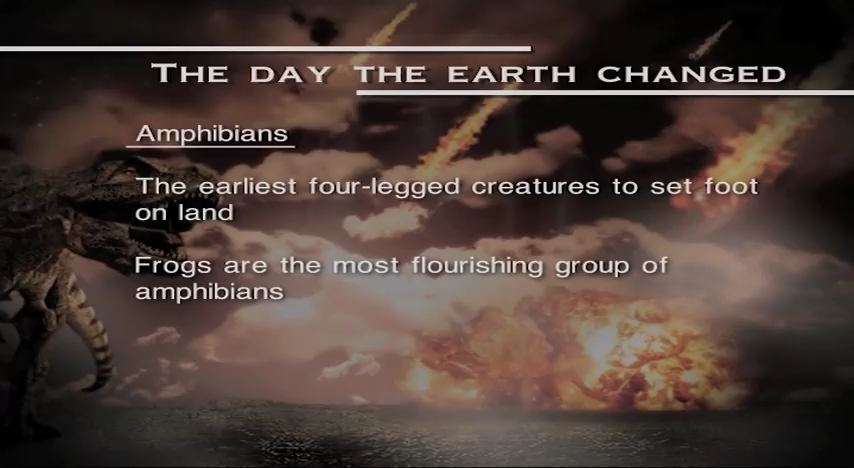 THE DAY THE EARTH CHANGED
Amphibians
The earliest four-legged creatures to set foot
on land
Frogs are the most flourishing group of
amphibians